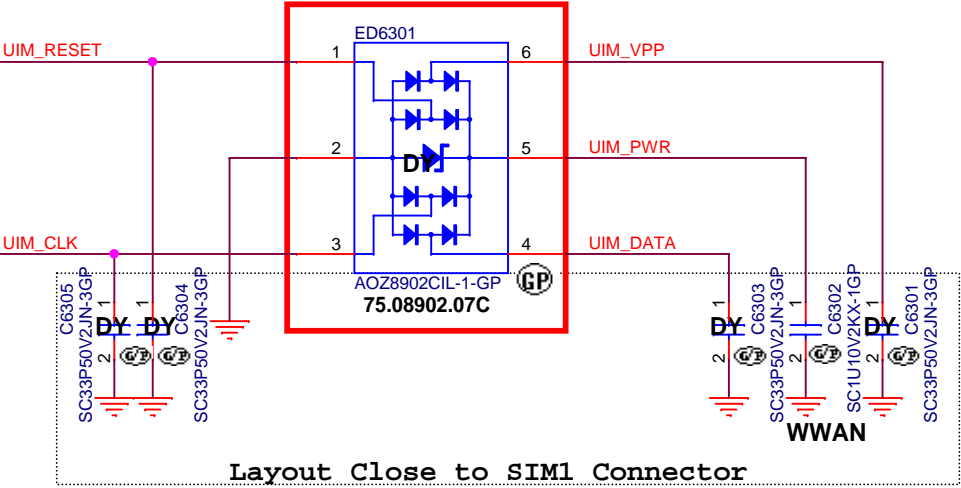 ED6301
UIM_RESET
1
6
UIM_VPP
2
DY
5
UIM_PWR
UIM_CLK
3
4
UIM_DATA
AOZ8902CIL-1-GP
GP
75.08902.07C
SC33P50V2JN-3GP
C6305
1
DY
2
G/P
1
DY
2
G/P
C6304
SC33P50V2JN-3GP
1
DY
2
G/P
C6303
SC33P50V2JN-3GP
1
2
G/P
C6302
SC1U10V2KX-1GP
1
DY
2
G/P
C6301
SC33P50V2JN-3GP
WWAN
Layout Close to SIM1 Connector